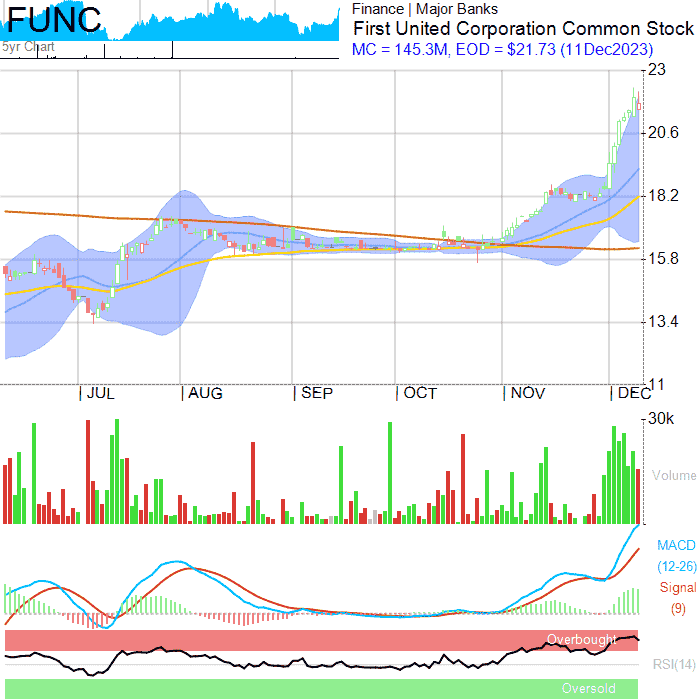 FUNC
5yr Chart
Finance | Major Banks
First United Corporation Common Stock
MC = 145.3M, EOD = $21.73 (11Dec2023)
23
20.6
18.2
15.8
13.4
11
JUL AUG SEP OCT NOV DEC
30k
Volume
MACD
(12-26)
Signal
(9)
Overbought
RSI(14)
Oversold